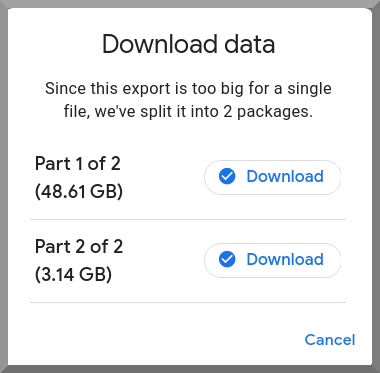 Download data
Since this export is too big for a single
file, we've split it into 2 packages.
Part 1 of 2
(48.61 GB)
Download
Part 2 of 2
(3.14 GB)
Download
Cancel